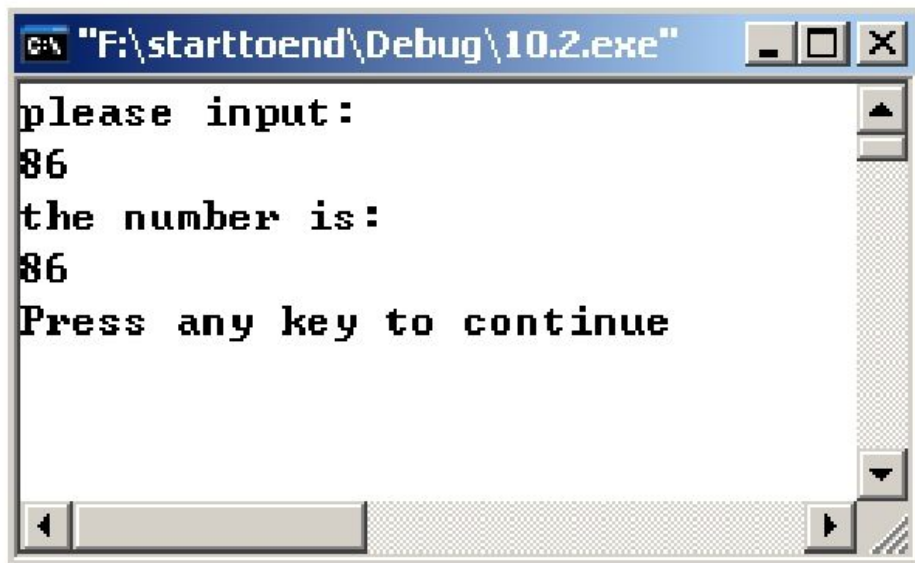 "F:\starttoend\Debug\10.2.exe"
please input:
86
the number is:
86
Press any key to continue